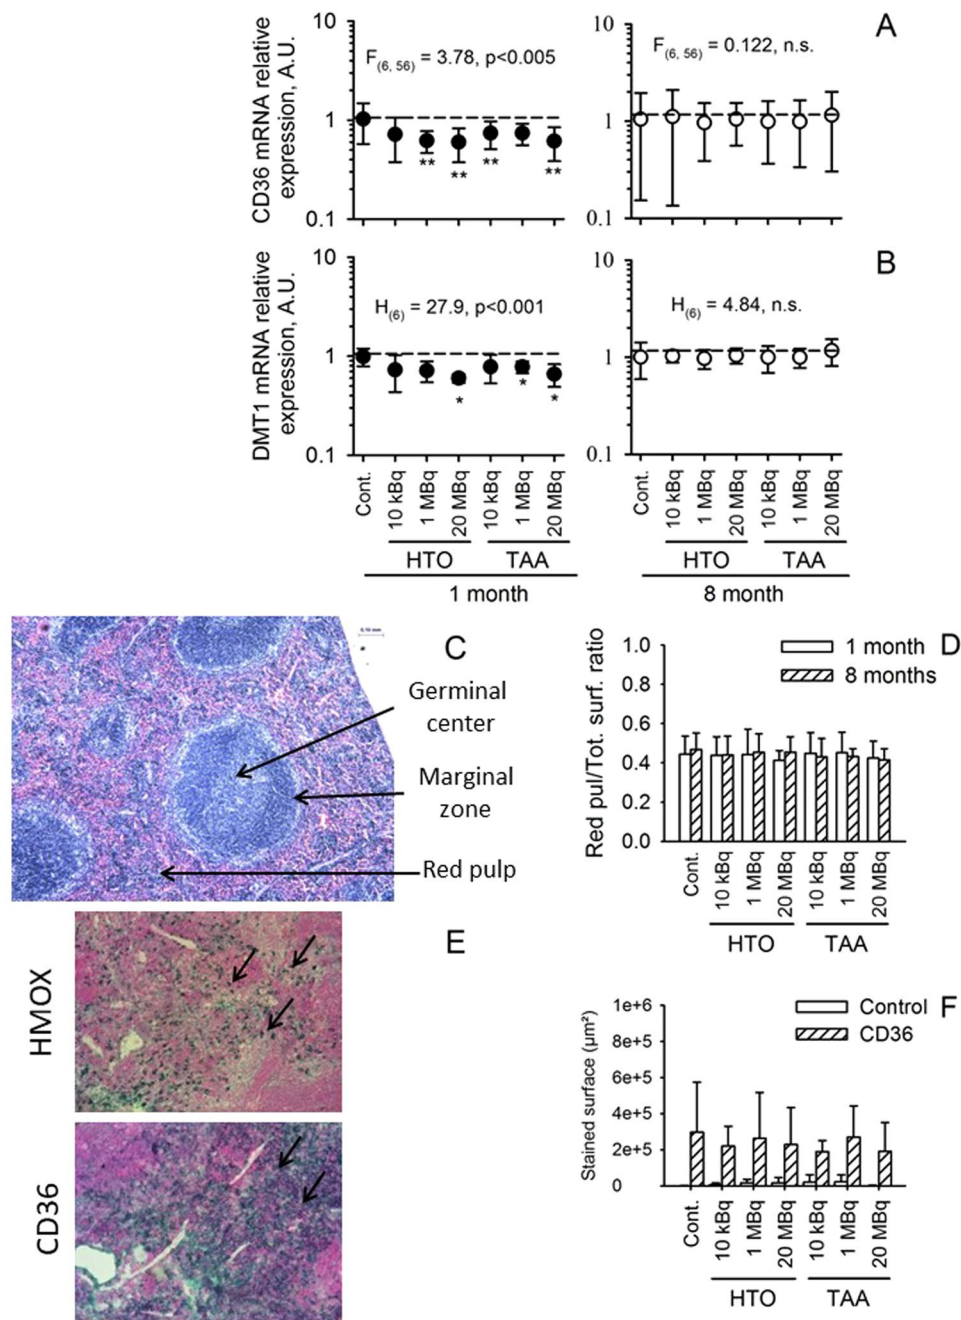 CD36 mRNA relative
expression, A.U.
10
1
0.1
F(6, 56) = 3.78, p<0.005
**
**
**
**
10
1
0.1
F(6, 56) = 0.122, n.s.
A
DMT1 mRNA relative
expression, A.U.
10
1
0.1
H(6) = 27.9, p<0.001
*
*
*
10
1
0.1
H(6) = 4.84, n.s.
B
Cont.
10 kBq
1 MBq
20 MBq
10 kBq
1 MBq
20 MBq
HTO
TAA
1 month
Cont.
10 kBq
1 MBq
20 MBq
10 kBq
1 MBq
20 MBq
HTO
TAA
8 month
C
0,10 mm
Germinal
center
Marginal
zone
Red pulp
D
Red pul/Tot. surf. ratio
1.0
0.8
0.6
0.4
0.2
0.0
1 month
8 months
Cont.
10 kBq
1 MBq
20 MBq
10 kBq
1 MBq
20 MBq
HTO
TAA
E
HMOX
CD36
F
Stained surface (µm²)
1e+6
8e+5
6e+5
4e+5
2e+5
0
Control
CD36
Cont.
10 kBq
1 MBq
20 MBq
10 kBq
1 MBq
20 MBq
HTO
TAA